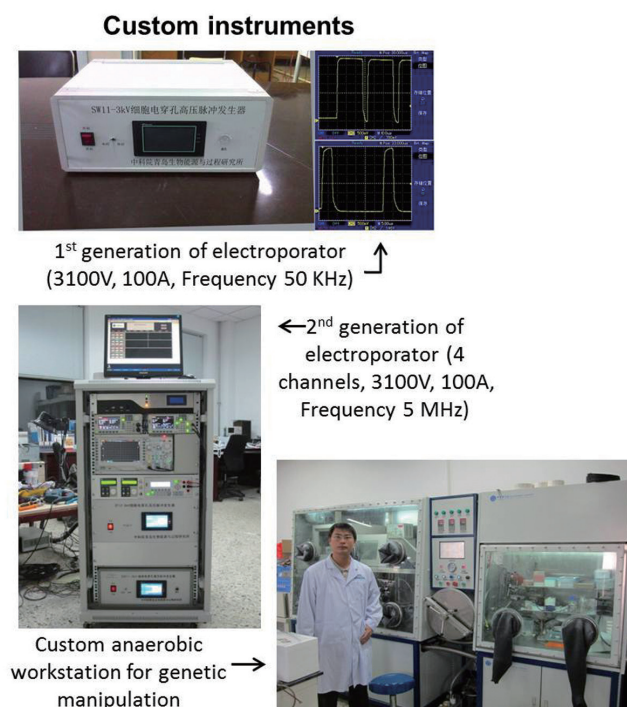 Custom instruments
SW11-3kV细胞电穿孔高压脉冲发生器
中科院青岛生物能源与过程研究所
1st generation of electroporator
(3100V, 100A, Frequency 50 KHz)
2nd generation of
electroporator (4
channels, 3100V, 100A,
Frequency 5 MHz)
Custom anaerobic
workstation for genetic
manipulation